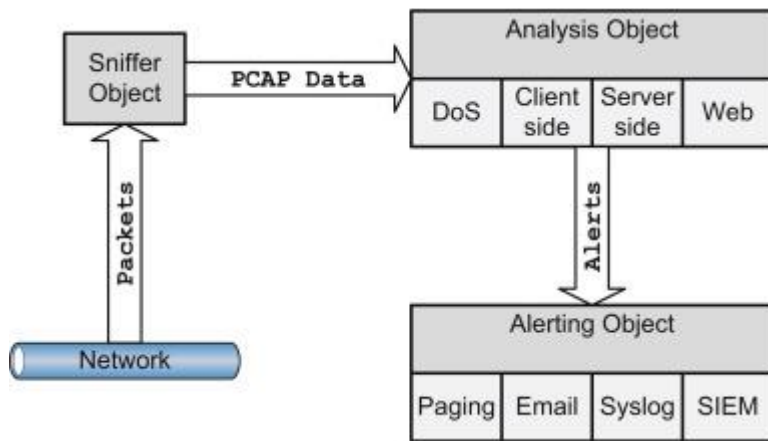 Sniffer
Object
PCAP Data
Analysis Object
DoS
Client
side
Server
side
Web
Packets
Alerts
Network
Alerting Object
Paging
Email
Syslog
SIEM